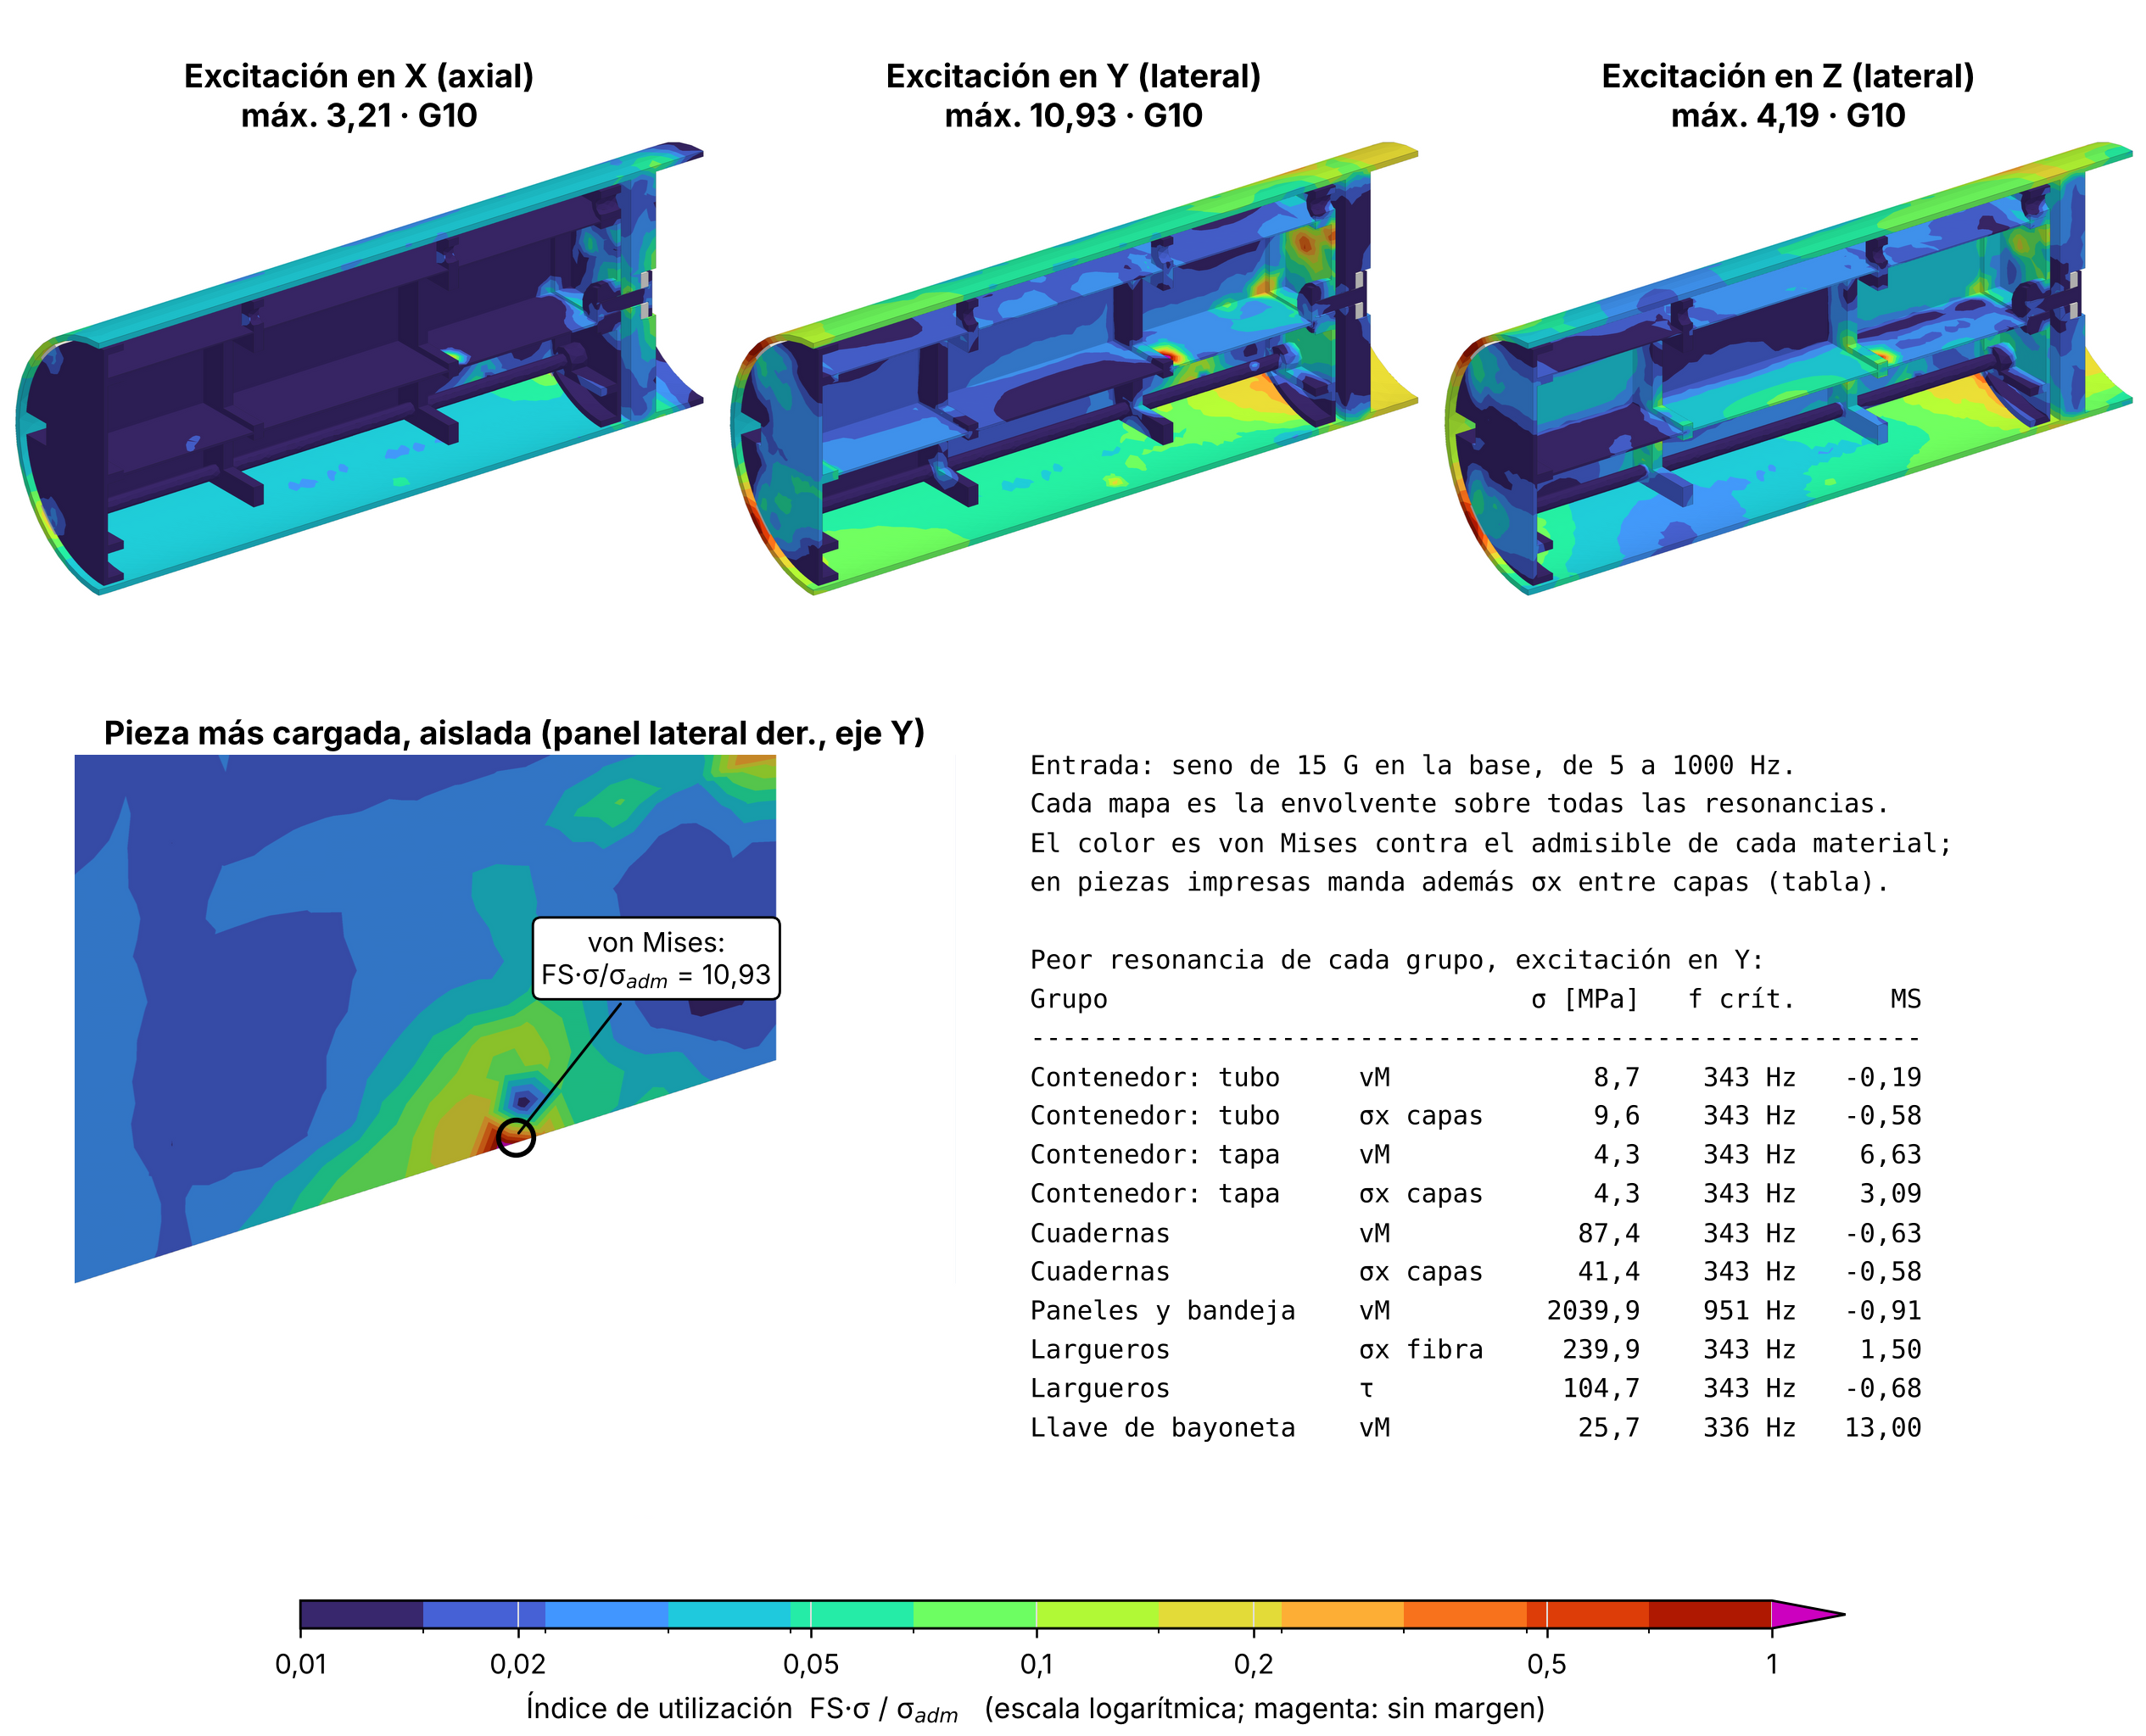 Excitación en X (axial)
máx. 3,21 · G10
Excitación en Y (lateral)
máx. 10,93 · G10
Excitación en Z (lateral)
máx. 4,19 · G10
Pieza más cargada, aislada (panel lateral der., eje Y)
von Mises:
FS·σ/σadm = 10,93
Entrada: seno de 15 G en la base, de 5 a 1000 Hz.
Cada mapa es la envolvente sobre todas las resonancias.
El color es von Mises contra el admisible de cada material;
en piezas impresas manda además σx entre capas (tabla).
Peor resonancia de cada grupo, excitación en Y:
Grupo σ [MPa] f crít. MS
---------------------------------------------------------
Contenedor: tubo vM 8,7 343 Hz -0,19
Contenedor: tubo σx capas 9,6 343 Hz -0,58
Contenedor: tapa vM 4,3 343 Hz 6,63
Contenedor: tapa σx capas 4,3 343 Hz 3,09
Cuadernas vM 87,4 343 Hz -0,63
Cuadernas σx capas 41,4 343 Hz -0,58
Paneles y bandeja vM 2039,9 951 Hz -0,91
Largueros σx fibra 239,9 343 Hz 1,50
Largueros τ 104,7 343 Hz -0,68
Llave de bayoneta vM 25,7 336 Hz 13,00
0,01 0,02 0,05 0,1 0,2 0,5 1
Índice de utilización FS·σ / σadm (escala logarítmica; magenta: sin margen)